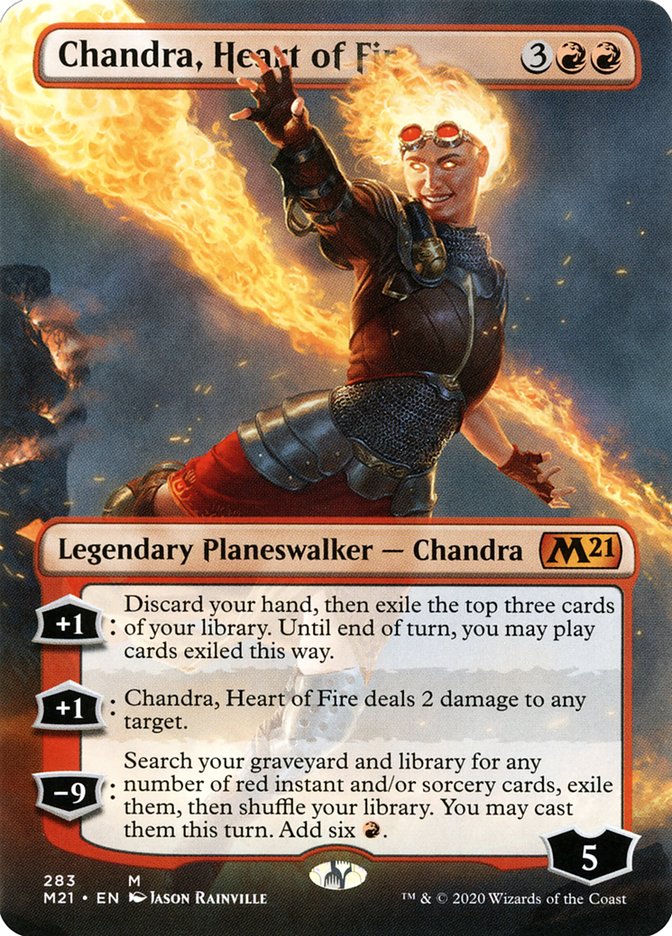 Chandra, Heart of Fire 3
Legendary Planeswalker — Chandra M21
+1: Discard your hand, then exile the top three cards
of your library. Until end of turn, you may play
cards exiled this way.
+1: Chandra, Heart of Fire deals 2 damage to any
target.
−9: Search your graveyard and library for any
number of red instant and/or sorcery cards, exile
them, then shuffle your library. You may cast
them this turn. Add six.
5
283 M
M21 • EN Jason Rainville
™ & © 2020 Wizards of the Coast